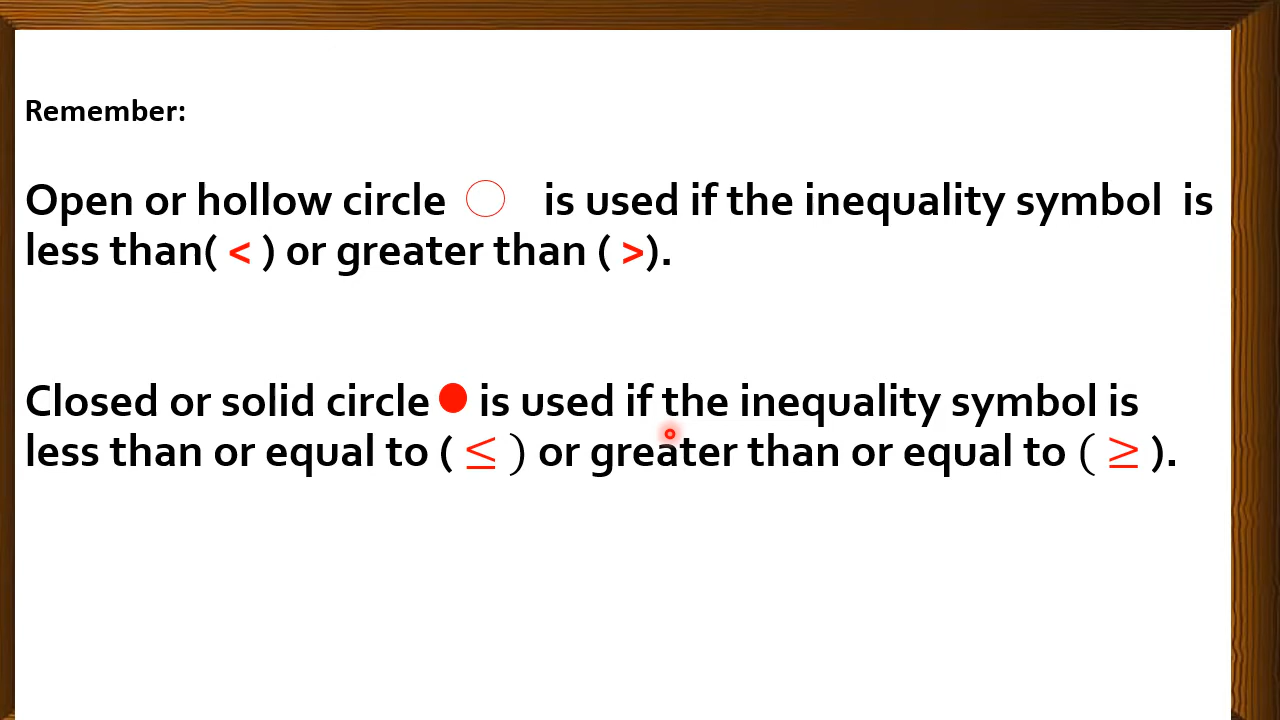 Remember:
Open or hollow circle is used if the inequality symbol is
less than( < ) or greater than ( >).
Closed or solid circle is used if the inequality symbol is
less than or equal to ( ≤ ) or greater than or equal to ( ≥ ).